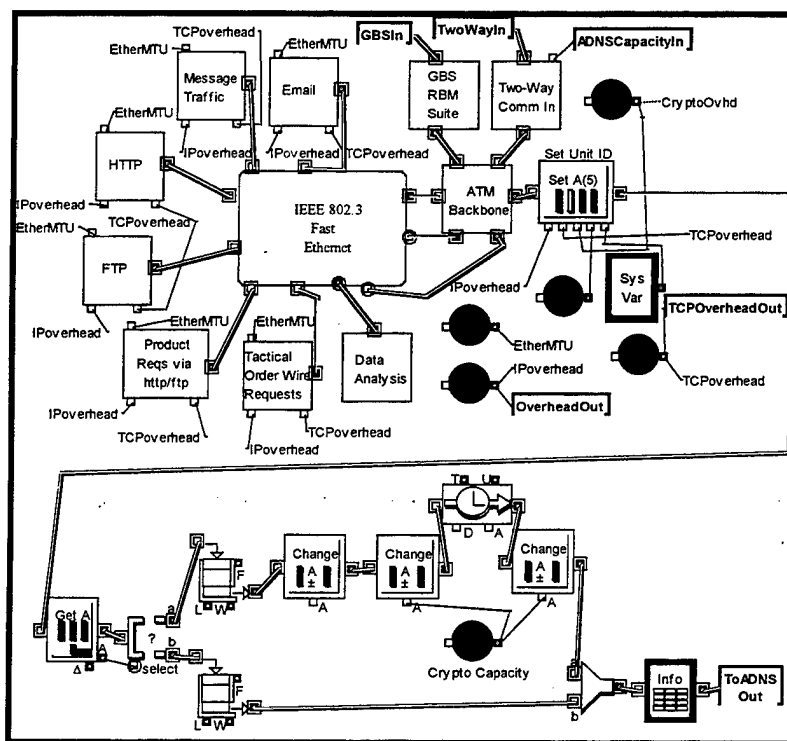 TCPoverhead
EtherMTU
Message
Traffic
EtherMTU
Email
IPoverhead
IPoverhead
TCPoverhead
GBSIn
TwoWayIn
ADNSCapacityIn
GBS
RBM
Suite
Two-Way
Comm In
CryptoOvhd
EtherMTU
HTTP
IPoverhead
TCPoverhead
IEEE 802.3
Fast
Ethernet
ATM
Backbone
Set Unit ID
Set A(5)
TCPoverhead
IPoverhead
EtherMTU
FTP
IPoverhead
Sys
Var
TCPOverheadOut
EtherMTU
Product
Reqs via
http/ftp
IPoverhead
TCPoverhead
EtherMTU
Tactical
Order Wire
Requests
TCPoverhead
IPoverhead
Data
Analysis
EtherMTU
IPoverhead
OverheadOut
TCPoverhead
T U
D A
Get A
A
Δ
select
?
a
b
F
L W
Change
A
±
A
Change
A
±
A
Change
A
±
A
Crypto Capacity
F
L W
a
b
Info
ToADNS
Out